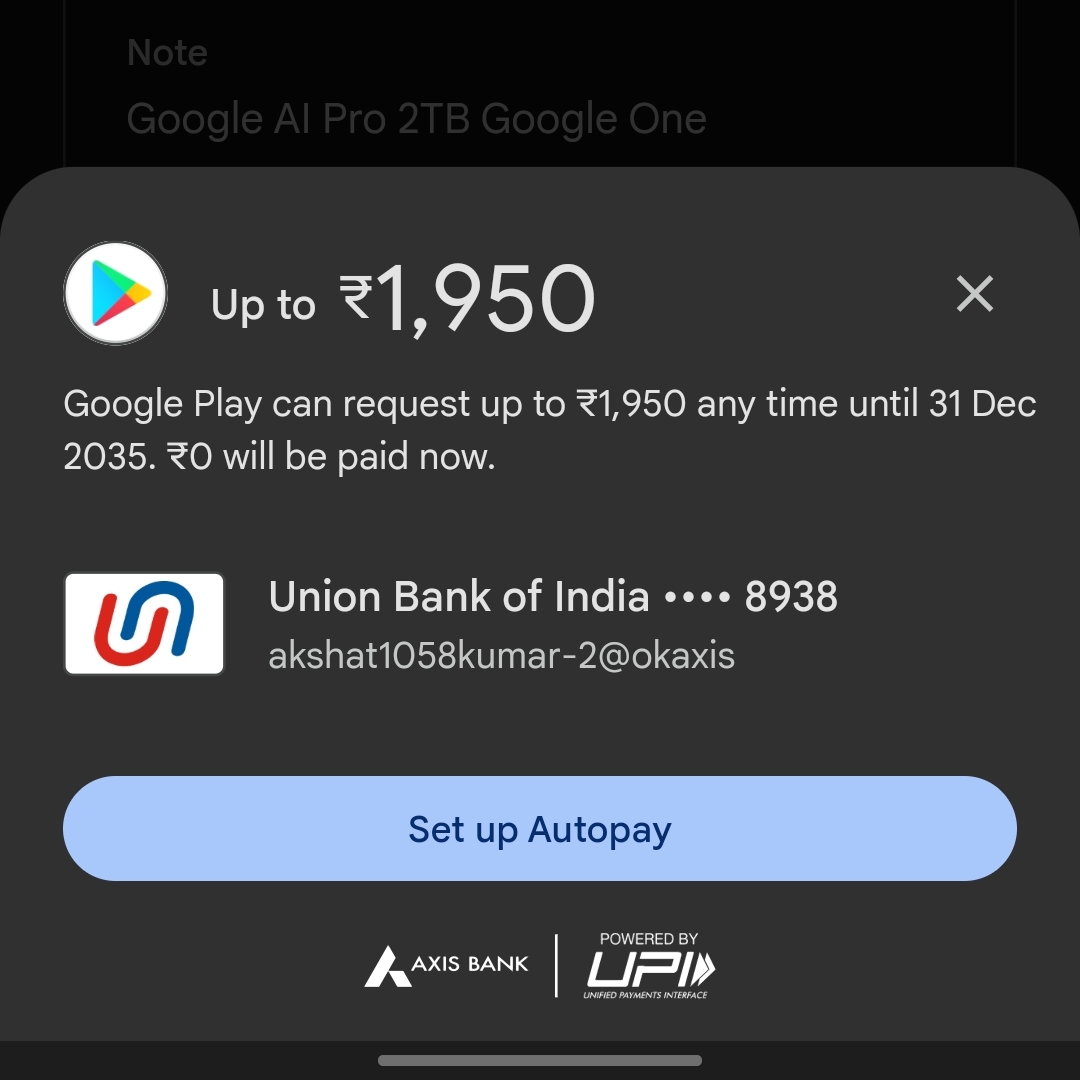 Note
Google AI Pro 2TB Google One
Up to ₹1,950
Google Play can request up to ₹1,950 any time until 31 Dec
2035. ₹0 will be paid now.
Union Bank of India •••• 8938
akshat1058kumar-2@okaxis
Set up Autopay
AXIS BANK
POWERED BY
UPI
UNIFIED PAYMENTS INTERFACE